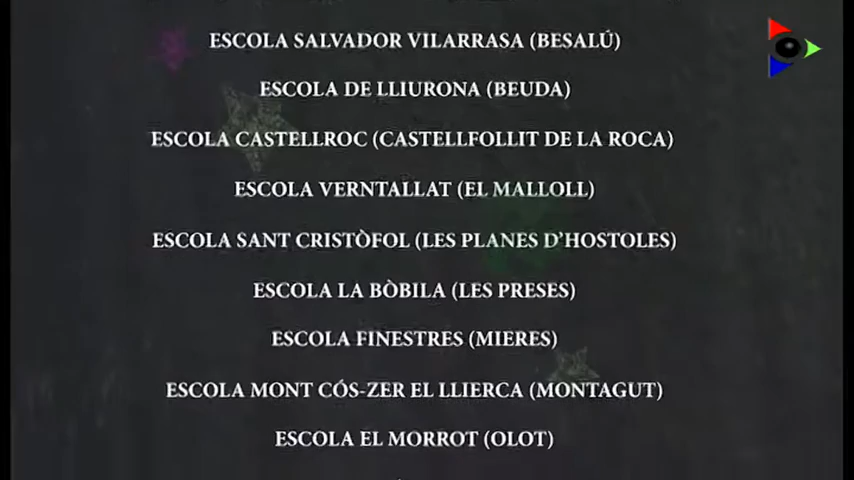 ESCOLA SALVADOR VILARRASA (BESALÚ)
ESCOLA DE LLIURONA (BEUDA)
ESCOLA CASTELLROC (CASTELLFOLLIT DE LA ROCA)
ESCOLA VERNTALLAT (EL MALLOLL)
ESCOLA SANT CRISTÒFOL (LES PLANES D'HOSTOLES)
ESCOLA LA BÒBILA (LES PRESES)
ESCOLA FINESTRES (MIERES)
ESCOLA MONT CÓS-ZER EL LLIERCA (MONTAGUT)
ESCOLA EL MORROT (OLOT)